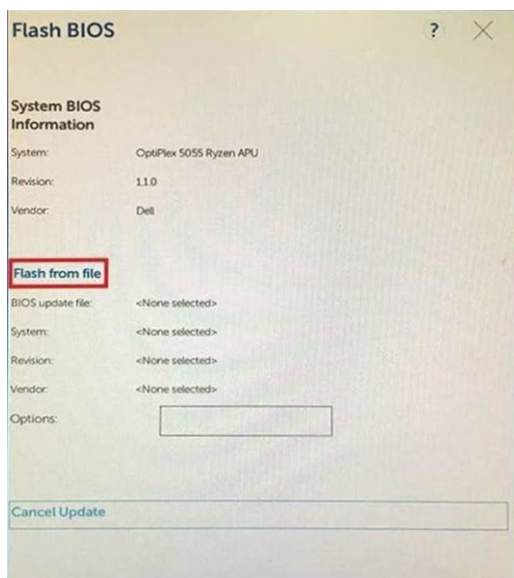 Flash BIOS ?
System BIOS
Information
System: OptiPlex 5055 Ryzen APU
Revision: 1.1.0
Vendor: Dell
Flash from file
BIOS update file: <None selected>
System: <None selected>
Revision: <None selected>
Vendor: <None selected>
Options:
Cancel Update